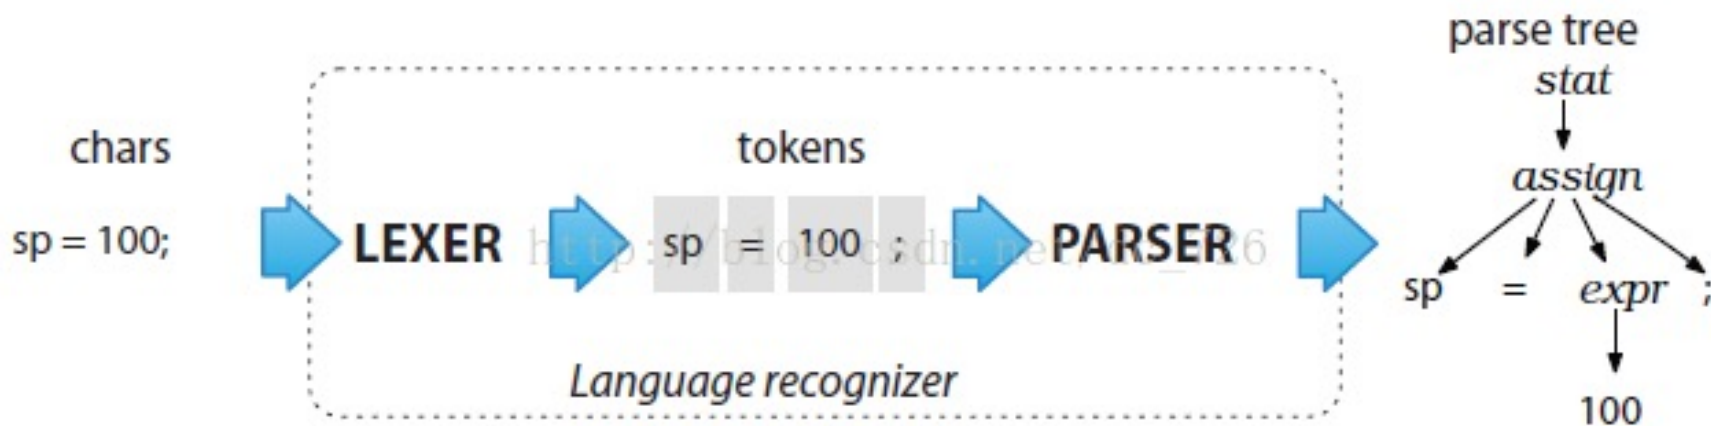 parse tree
stat
chars
tokens
assign
sp = 100;
LEXER
sp = 100 ;
PARSER
sp = expr ;
Language recognizer
100